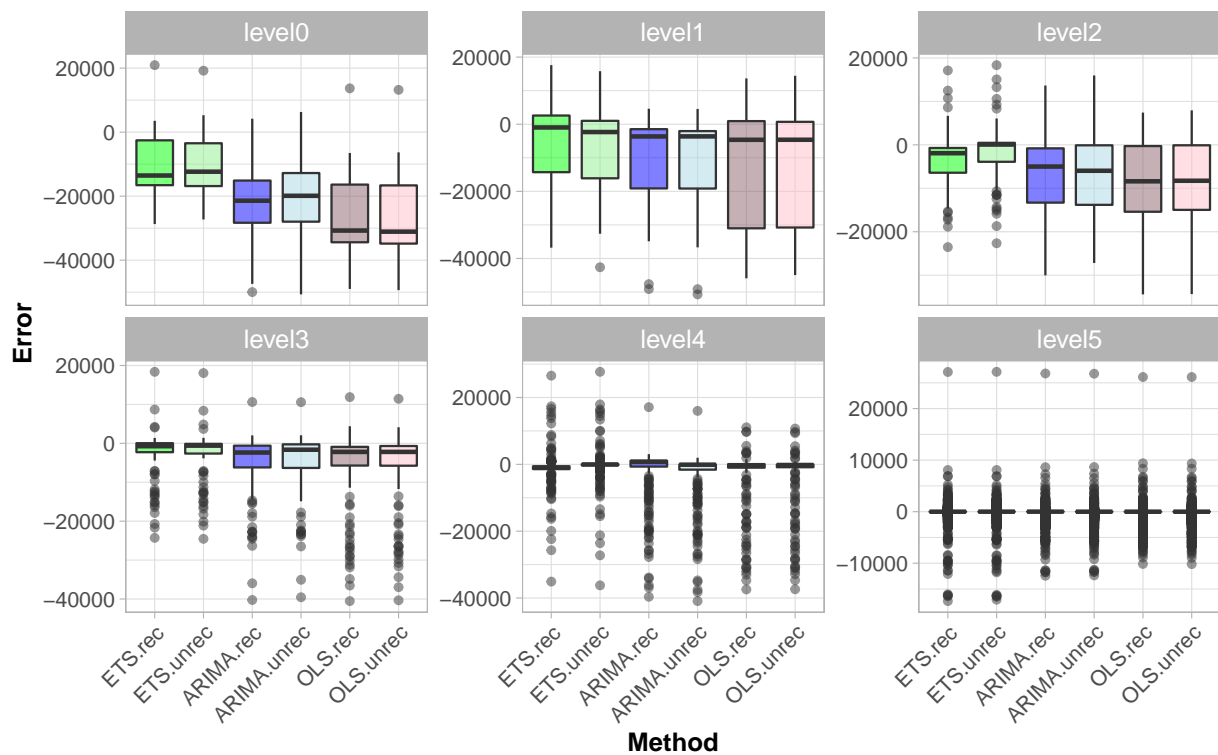 level0 level1 level2
20000 20000 20000
0 0 0
−20000 −20000 −20000
−40000 −40000
Error
level3 level4 level5
20000 20000 20000
0 0 10000
−20000 −20000 0
−40000 −40000 −10000
ETS.rec ETS.unrec ARIMA.rec ARIMA.unrec OLS.rec OLS.unrec ETS.rec ETS.unrec ARIMA.rec ARIMA.unrec OLS.rec OLS.unrec ETS.rec ETS.unrec ARIMA.rec ARIMA.unrec OLS.rec OLS.unrec
Method